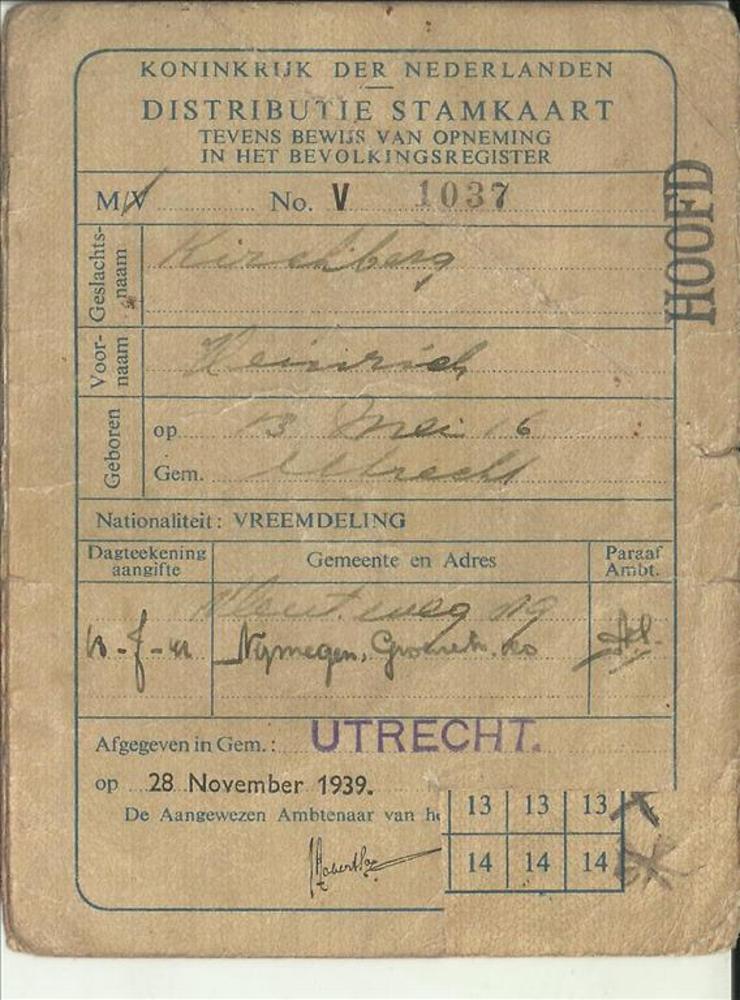 KONINKRIJK DER NEDERLANDEN
DISTRIBUTIE STAMKAART
TEVENS BEWIJS VAN OPNEMING
IN HET BEVOLKINGSREGISTER
HOOFD
M/V No. V 1037
Geslachts-
naam
Kirchberg
Voor-
naam
Heinrich
Geboren
op 13 Mei 16
Gem. Utrecht
Nationaliteit: VREEMDELING
Dagteekening
aangifte
Gemeente en Adres
Paraaf
Ambt.
weg
Nijmegen,
Afgegeven in Gem.: UTRECHT.
op 28 November 1939.
De Aangewezen Ambtenaar van
13 13 13
14 14 14